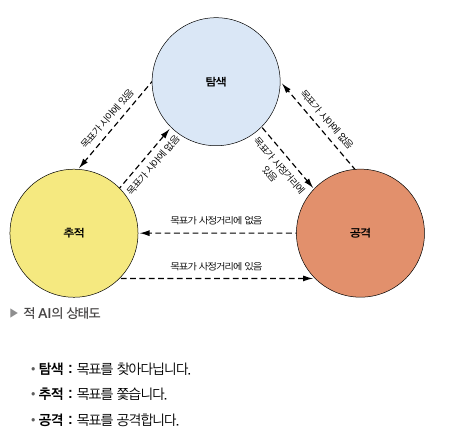 탐색
목표가 시야에 있음
목표가 시야에 없음
목표가 사정거리에
있음
목표가 시야에 없음
추적
목표가 사정거리에 없음
공격
목표가 사정거리에 있음
▶ 적 AI의 상태도
• 탐색 : 목표를 찾아다닙니다.
• 추적 : 목표를 쫓습니다.
• 공격 : 목표를 공격합니다.